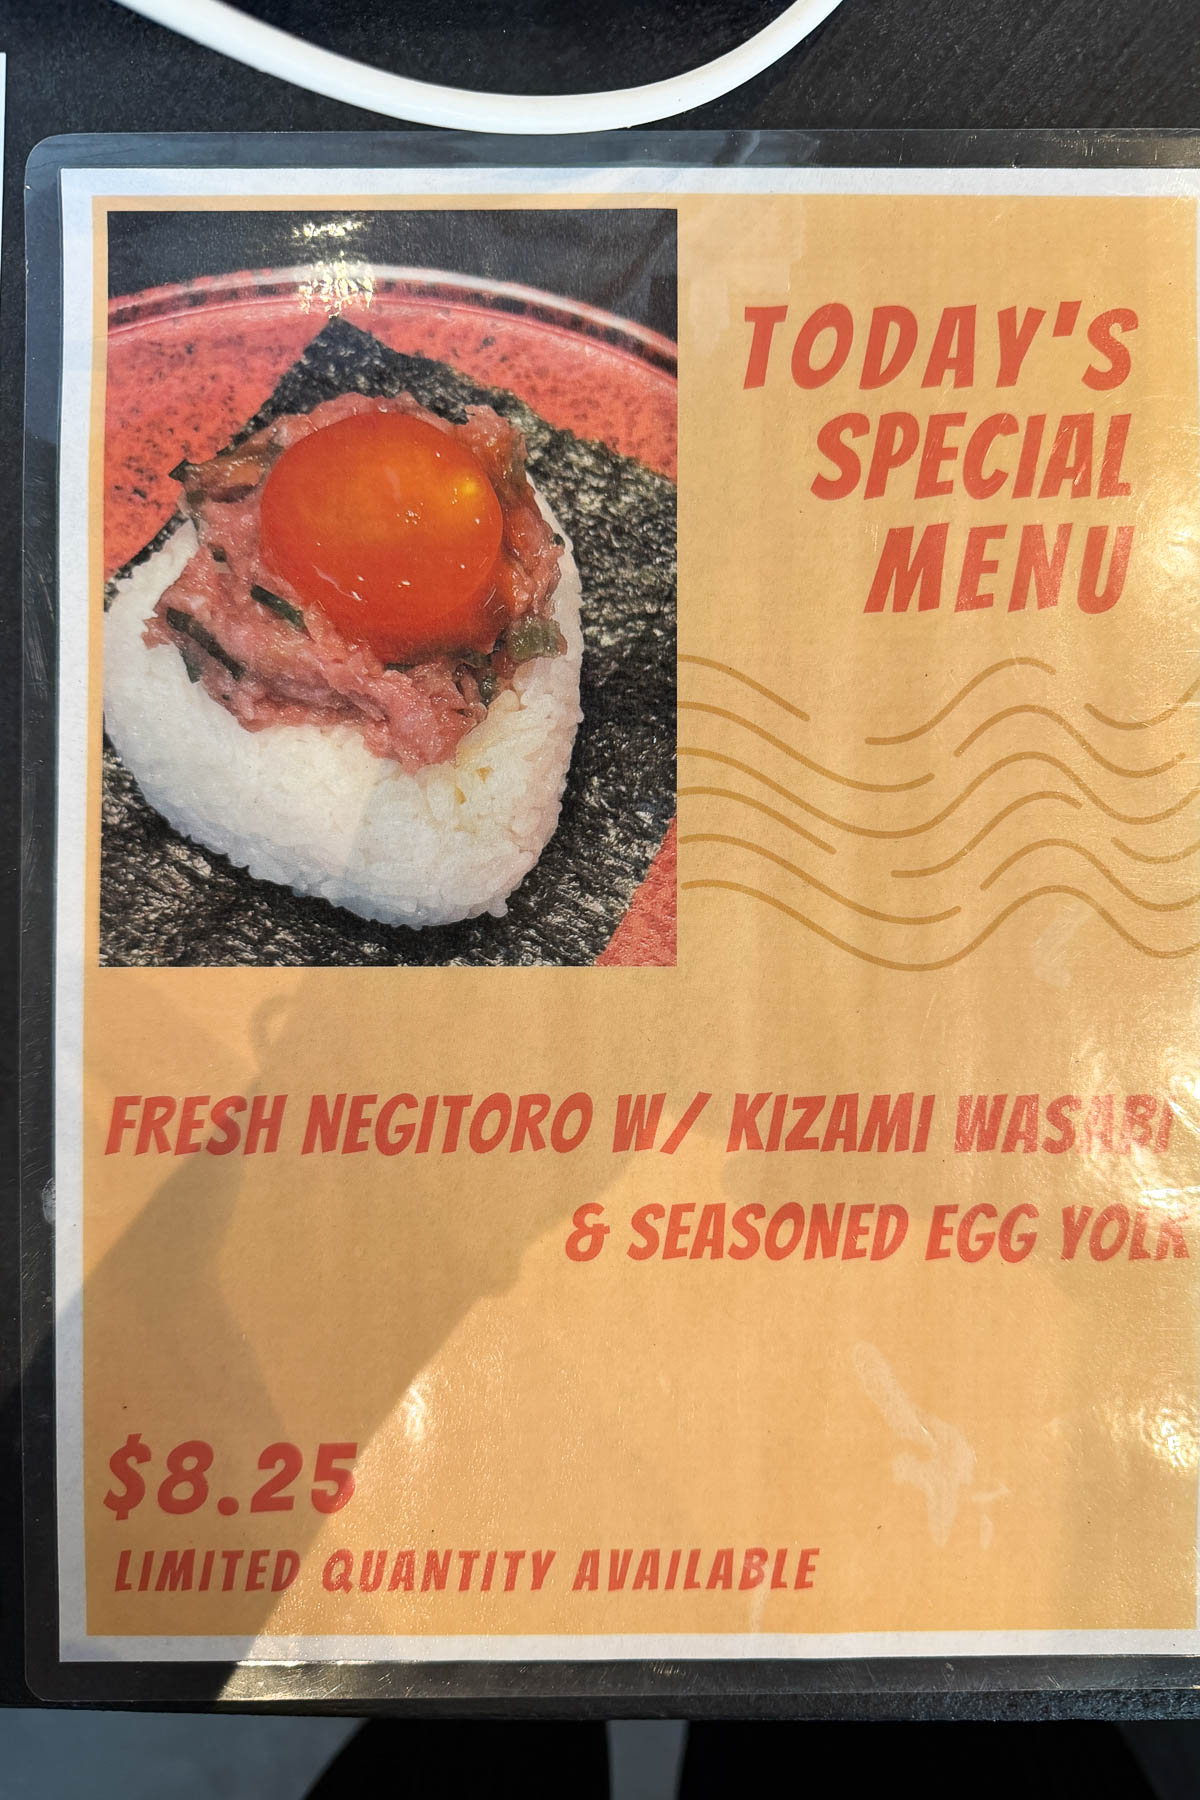 TODAY'S
SPECIAL
MENU
FRESH NEGITORO W/ KIZAMI WASABI
& SEASONED EGG YOLK
$8.25
LIMITED QUANTITY AVAILABLE